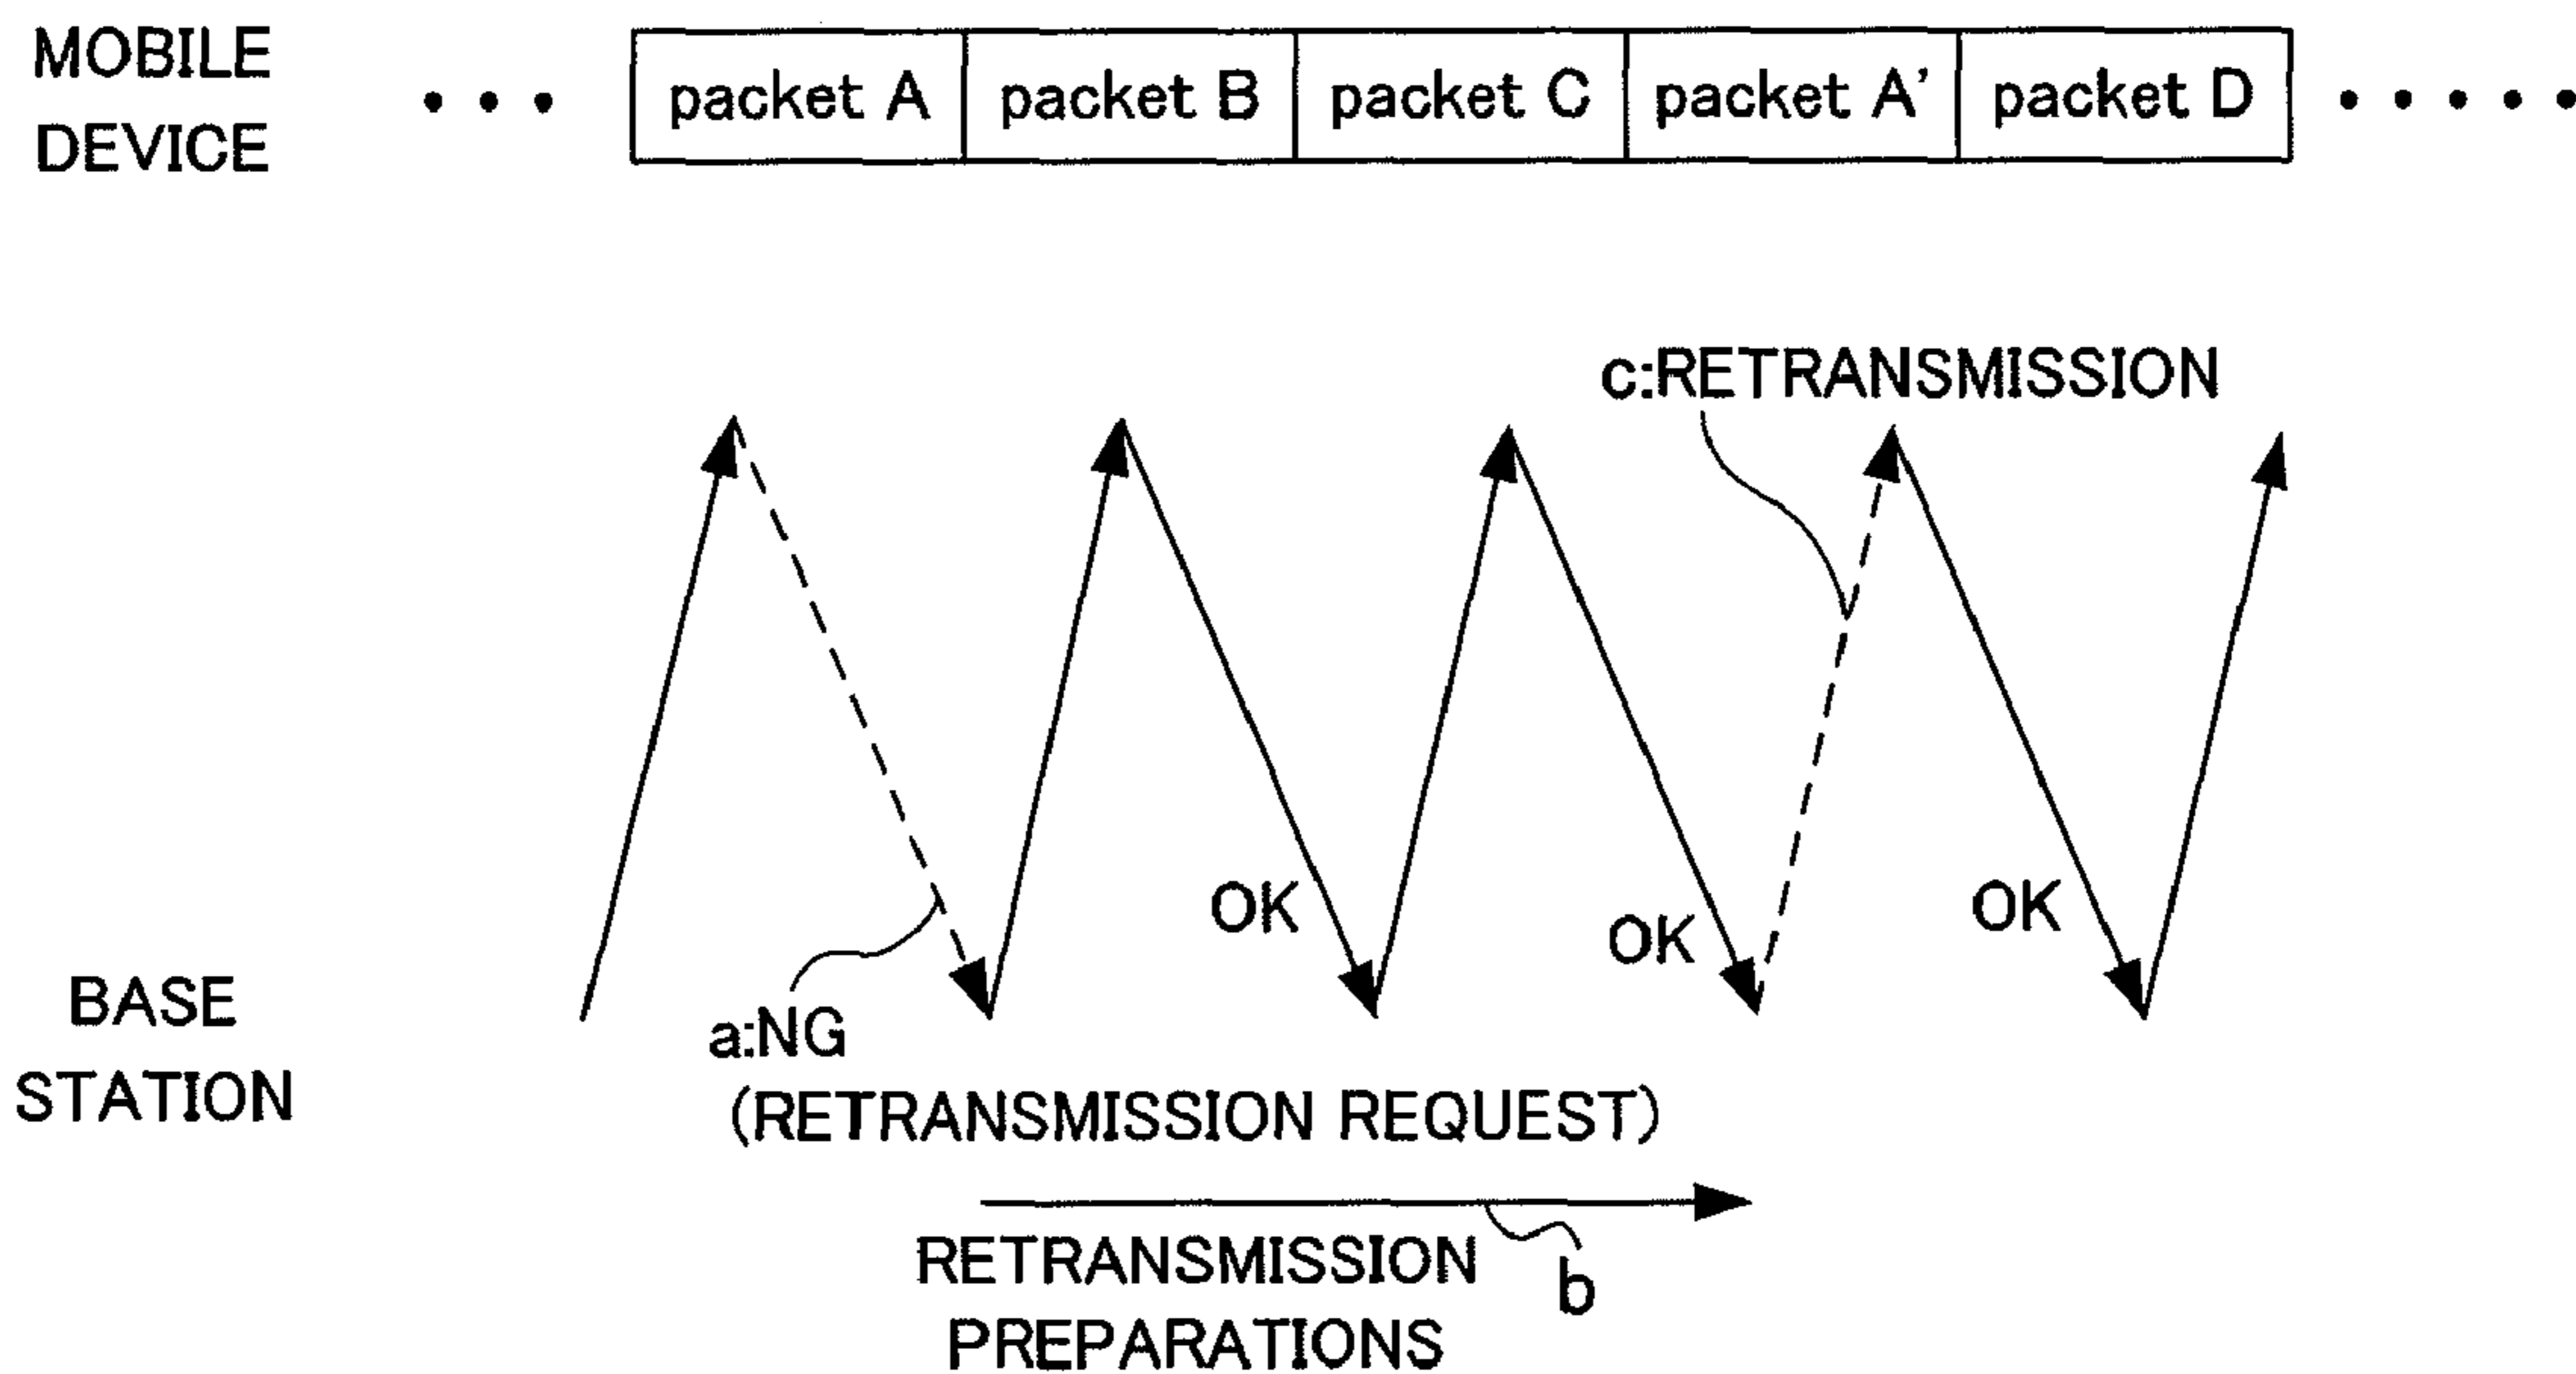 MOBILE
DEVICE
• • • packet A packet B packet C packet A' packet D • • • • •
c:RETRANSMISSION
OK OK OK
BASE
STATION
a:NG
(RETRANSMISSION REQUEST)
RETRANSMISSION
PREPARATIONS
b